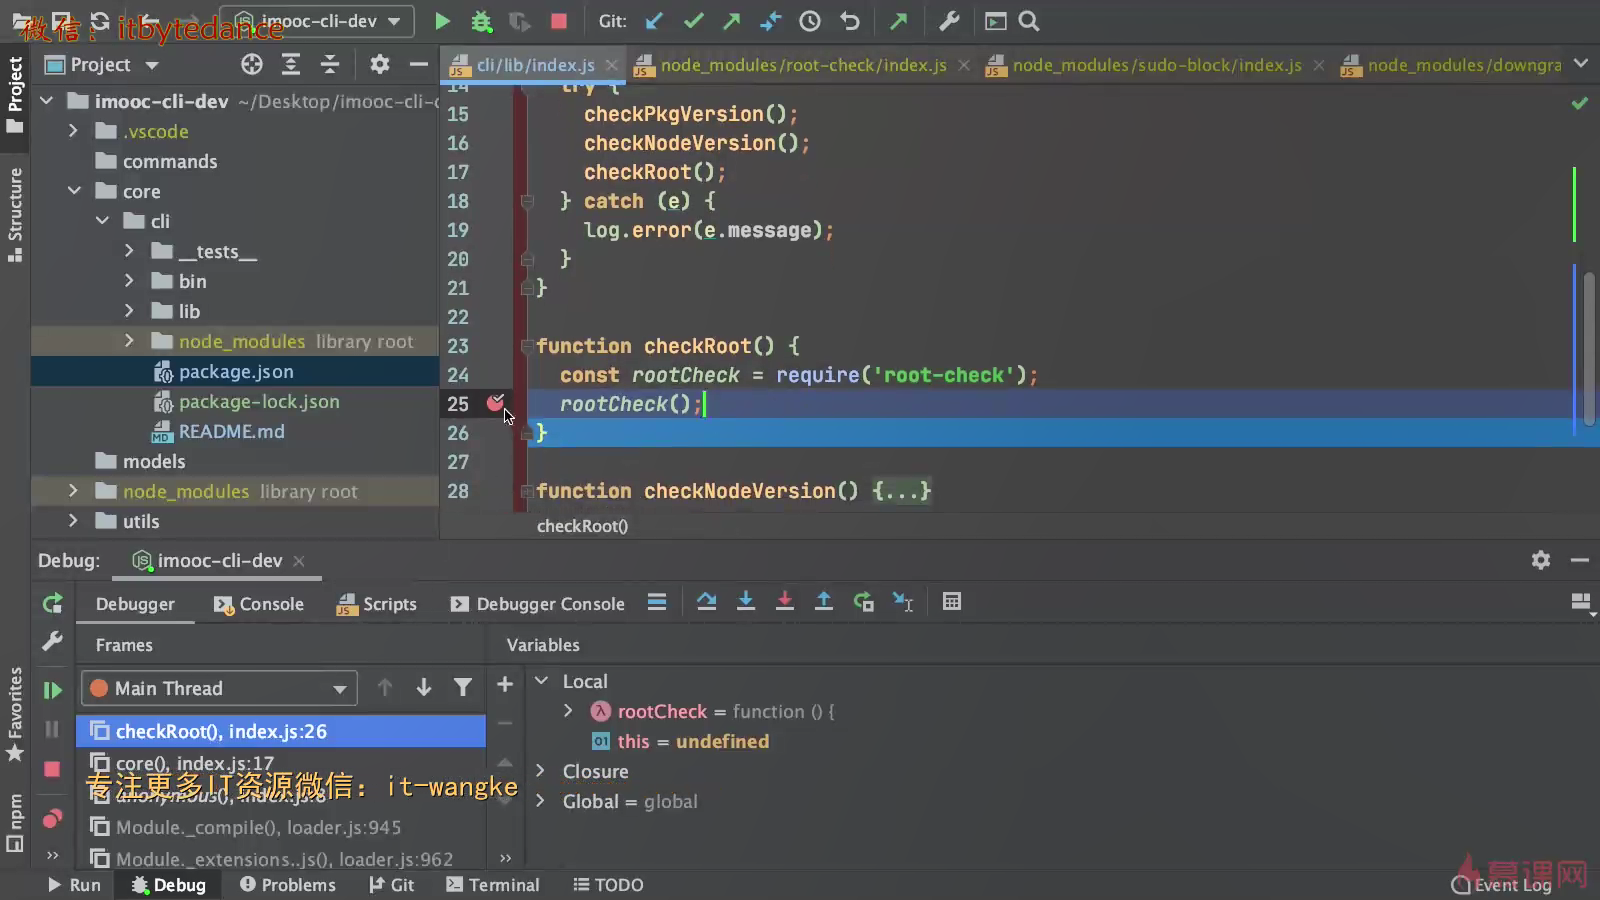 imooc-cli-dev
Git:
微信：itbytedance
Project
cli/lib/index.js
node_modules/root-check/index.js
node_modules/sudo-block/index.js
node_modules/downgra
Project
Structure
Favorites
npm
imooc-cli-dev ~/Desktop/imooc-cli-d
.vscode
commands
core
cli
__tests__
bin
lib
node_modules library root
package.json
package-lock.json
README.md
models
node_modules library root
utils
14 try {
15 checkPkgVersion();
16 checkNodeVersion();
17 checkRoot();
18 } catch (e) {
19 log.error(e.message);
20 }
21 }
22
23 function checkRoot() {
24 const rootCheck = require('root-check');
25 rootCheck();
26 }
27
28 function checkNodeVersion() {...}
checkRoot()
Debug: imooc-cli-dev
Debugger Console Scripts Debugger Console
Frames
Variables
Main Thread
checkRoot(), index.js:26
core(), index.js:17
anonymous(), index.js:8
Module._compile(), loader.js:945
Module._extensions..js(), loader.js:962
专注更多IT资源微信：it-wangke
Local
rootCheck = function () {
this = undefined
Closure
Global = global
Run Debug Problems Git Terminal TODO
Event Log
慕课网